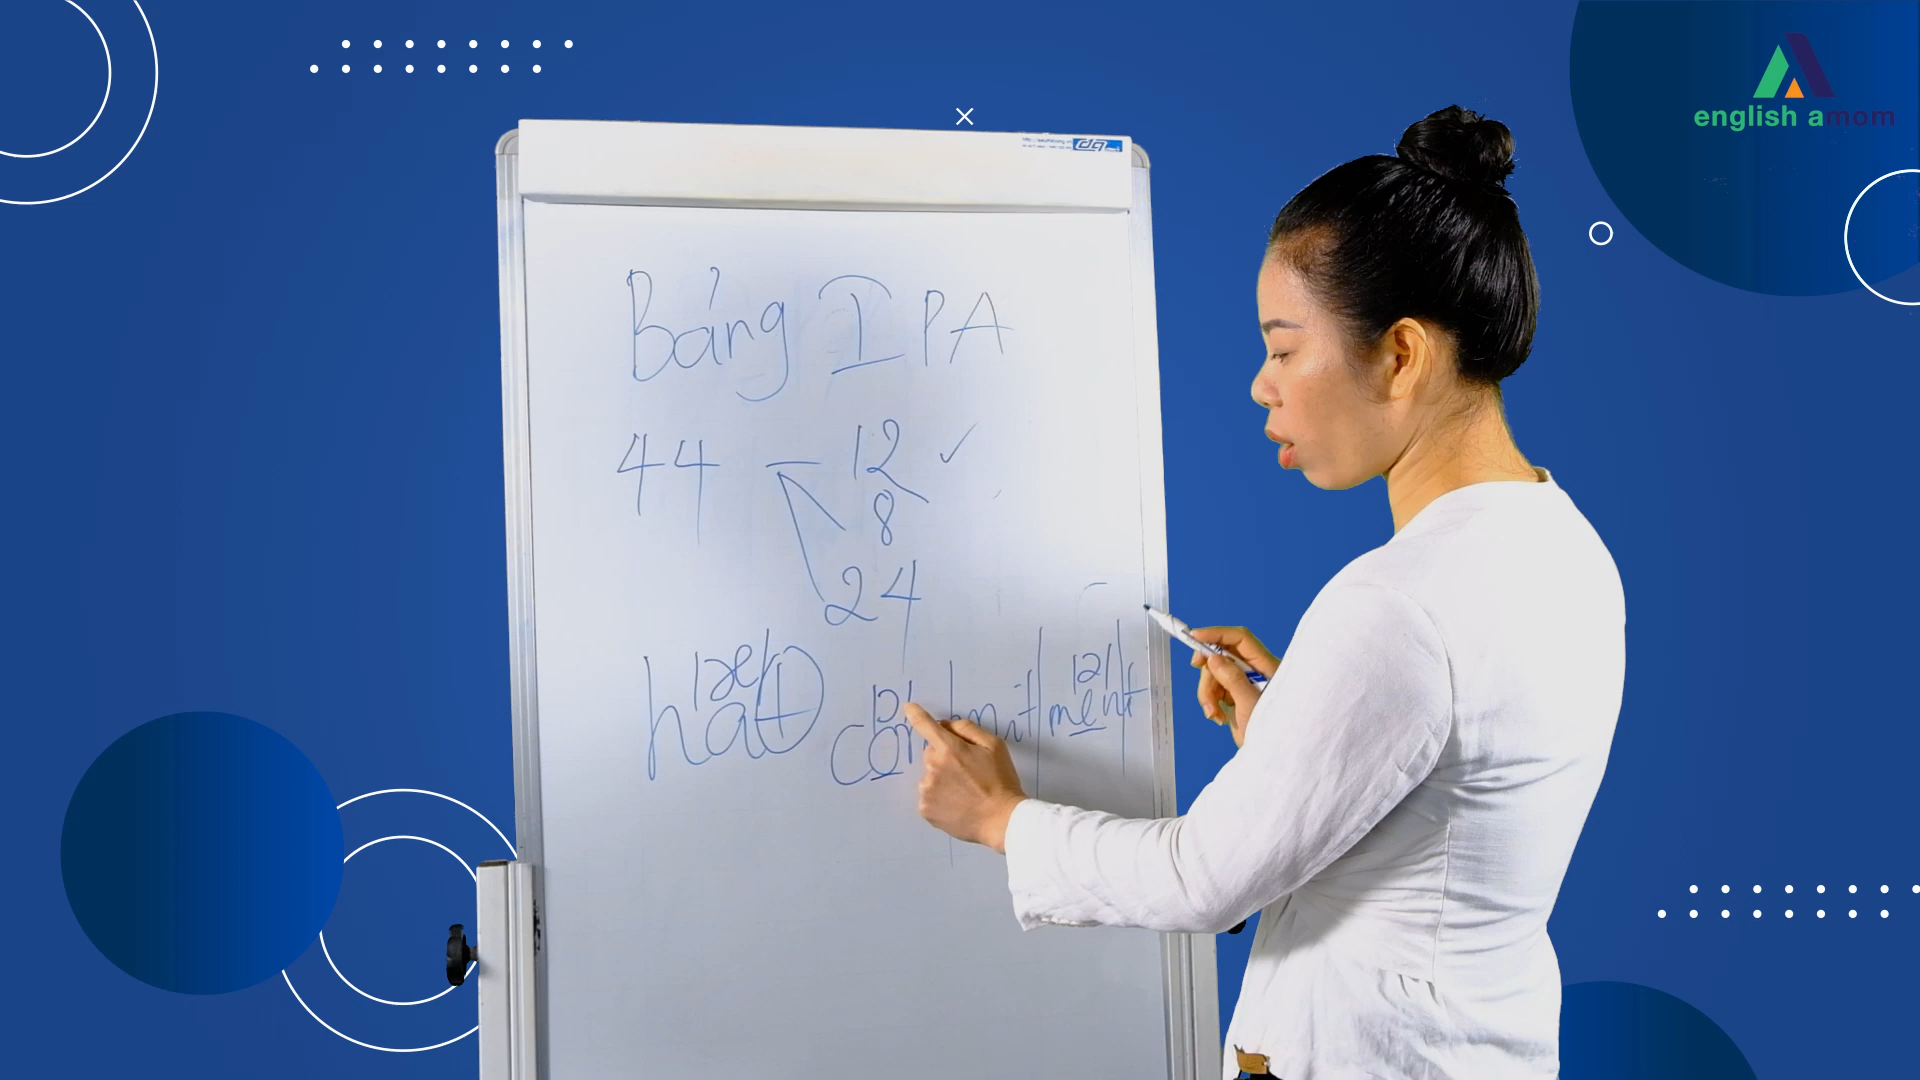 english amom
Bảng IPA
44 - 12 ✓
8
24
/æ/
hat
/ə/ /ə/
commitment